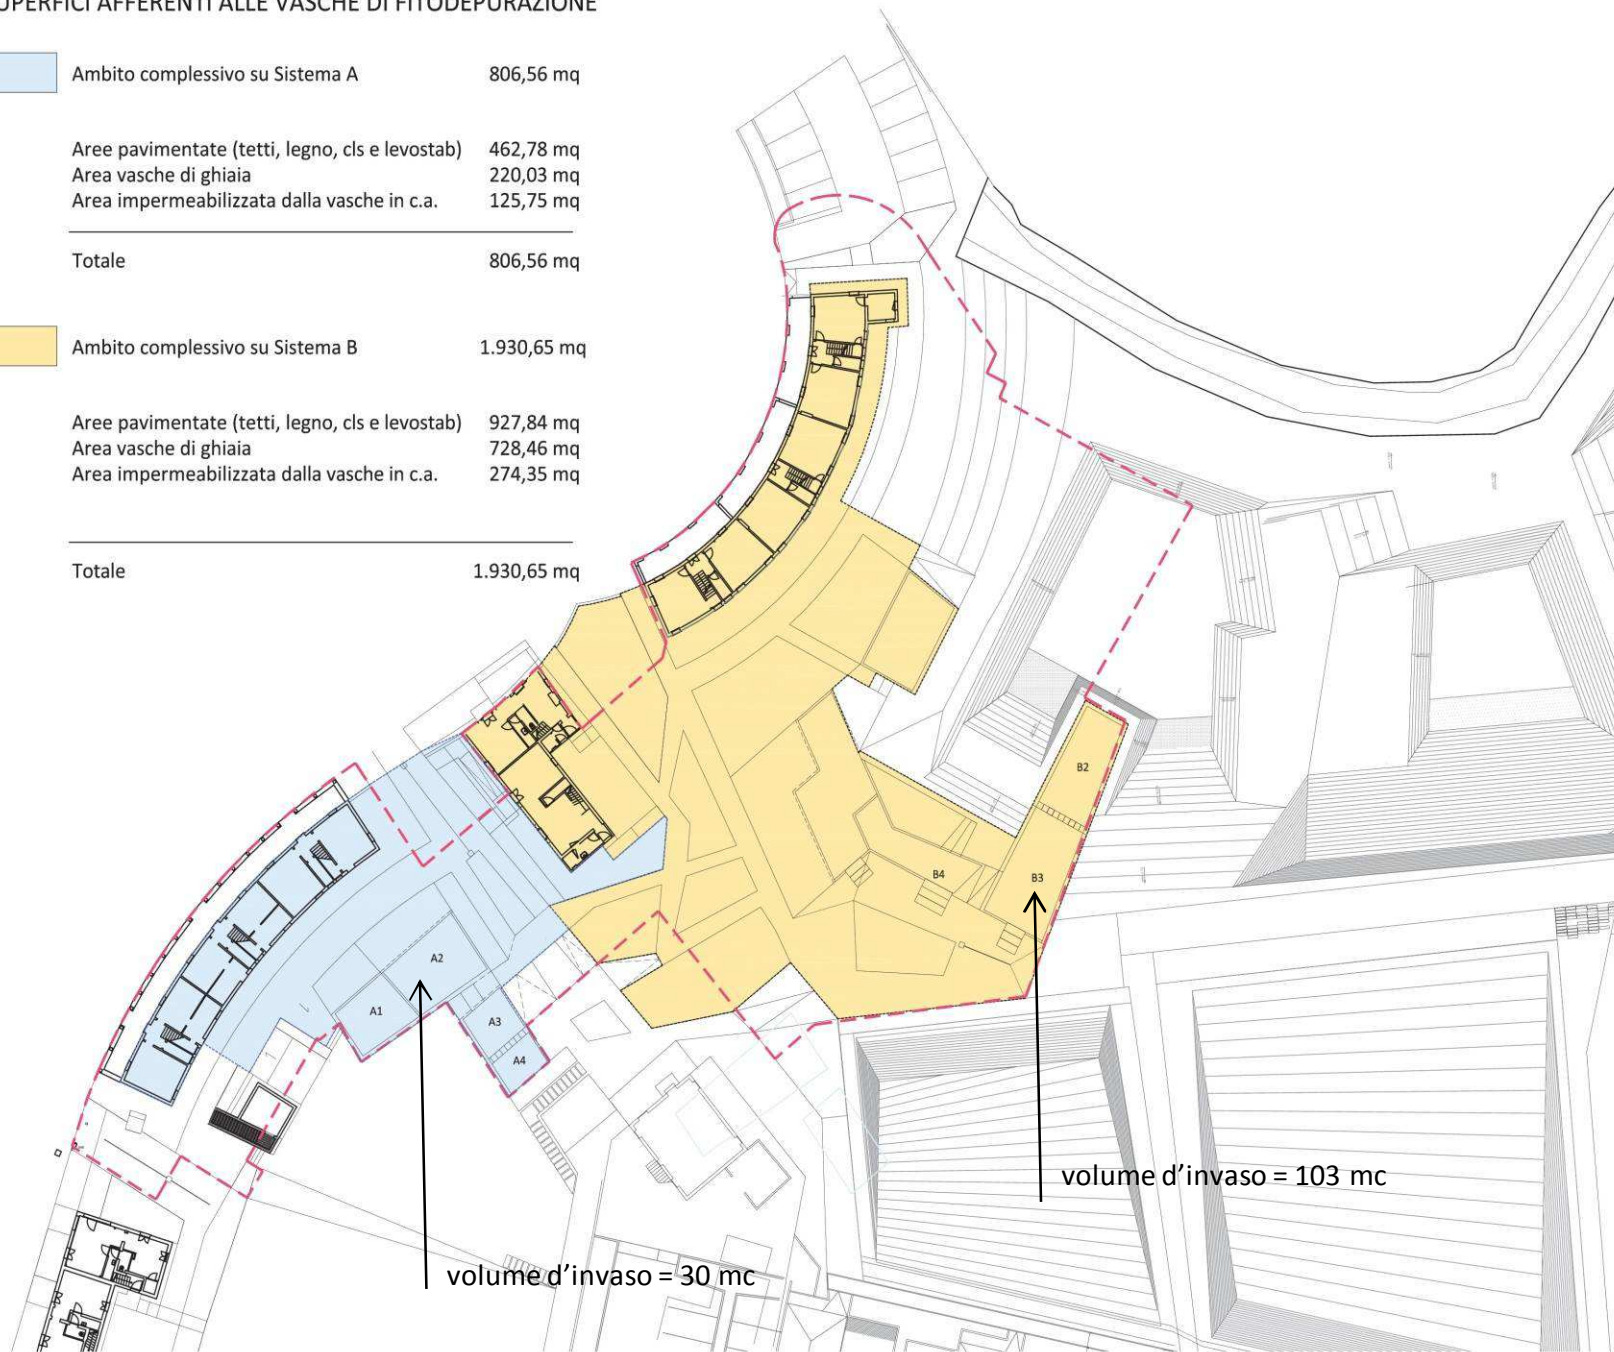 UPERFICI AFFERENTI ALLE VASCHE DI FITODEPURAZIONE
Ambito complessivo su Sistema A 806,56 mq
Aree pavimentate (tetti, legno, cls e levostab) 462,78 mq
Area vasche di ghiaia 220,03 mq
Area impermeabilizzata dalla vasche in c.a. 125,75 mq
Totale 806,56 mq
Ambito complessivo su Sistema B 1.930,65 mq
Aree pavimentate (tetti, legno, cls e levostab) 927,84 mq
Area vasche di ghiaia 728,46 mq
Area impermeabilizzata dalla vasche in c.a. 274,35 mq
Totale 1.930,65 mq
B2
B4
B3
A2
A1
A3
A4
volume d'invaso = 103 mc
volume d'invaso = 30 mc